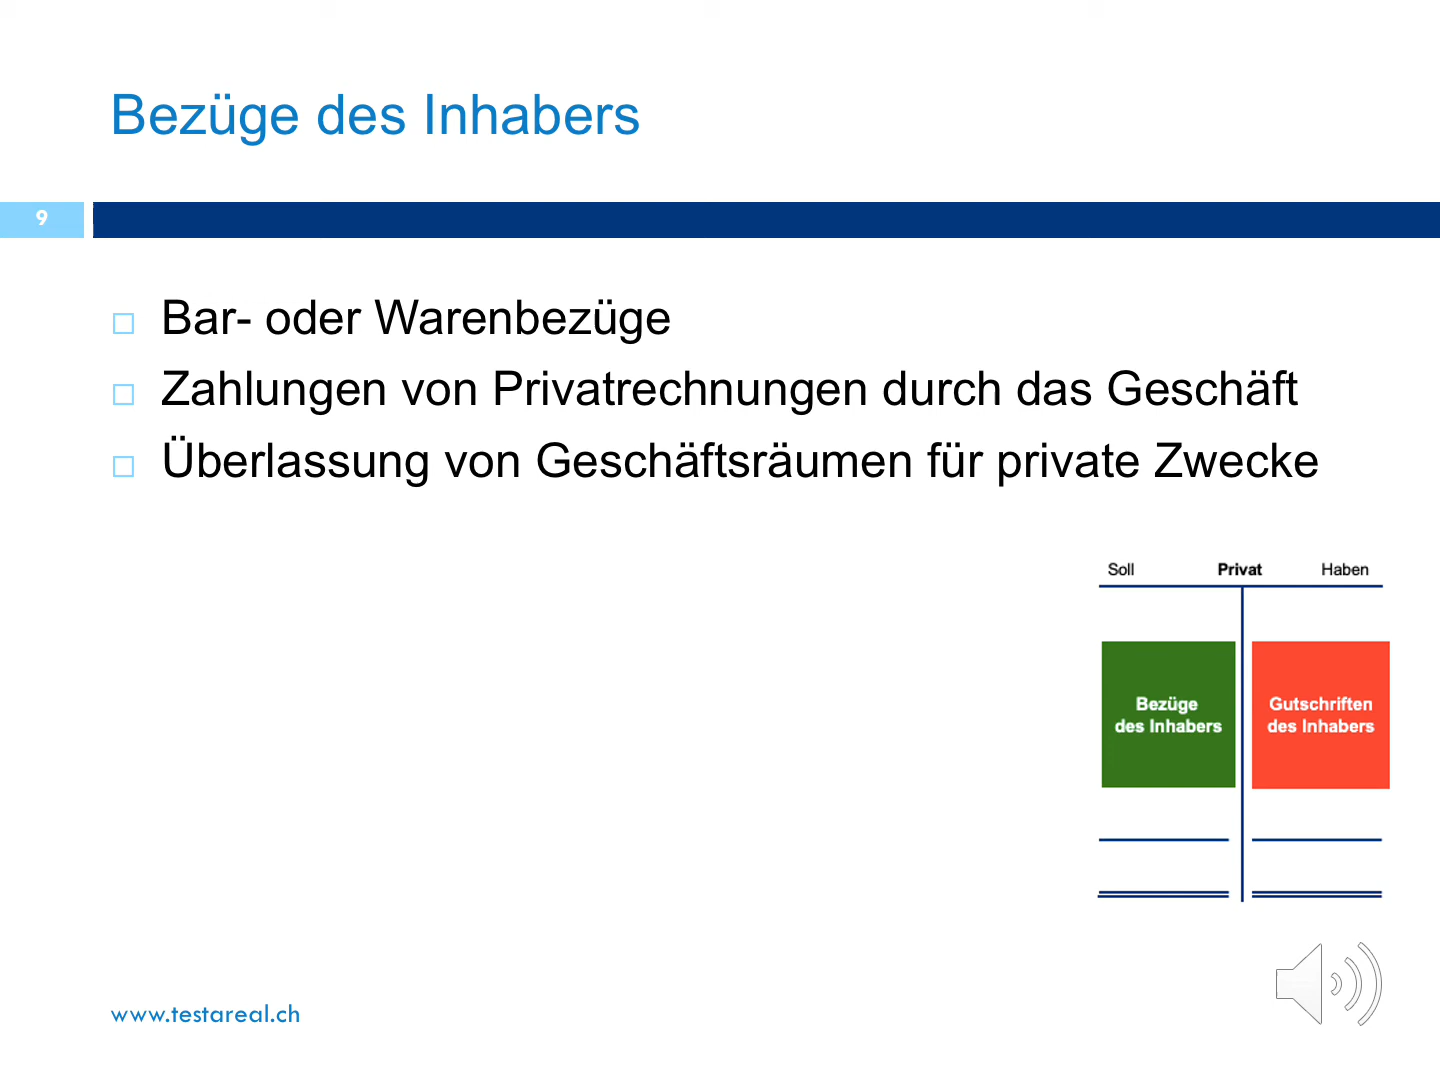 Bezüge des Inhabers
9
Bar- oder Warenbezüge
Zahlungen von Privatrechnungen durch das Geschäft
Überlassung von Geschäftsräumen für private Zwecke
Soll Privat Haben
Bezüge
des Inhabers
Gutschriften
des Inhabers
www.testareal.ch